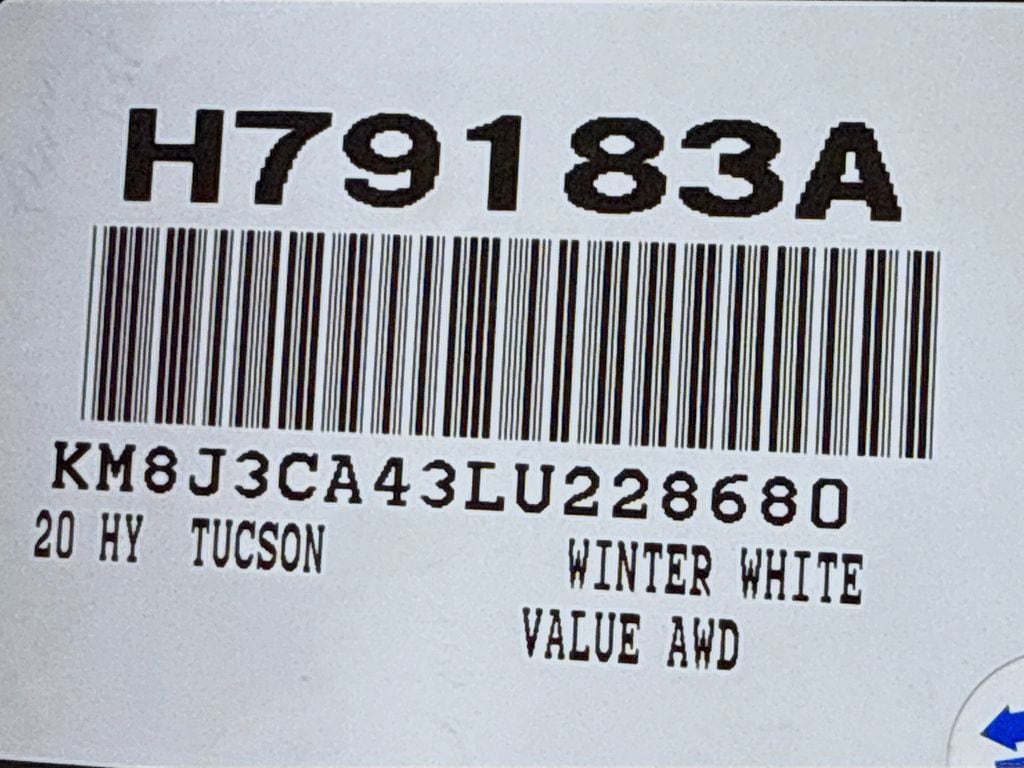 H79183A
KM8J3CA43LU228680
20 HY TUCSON WINTER WHITE
VALUE AWD